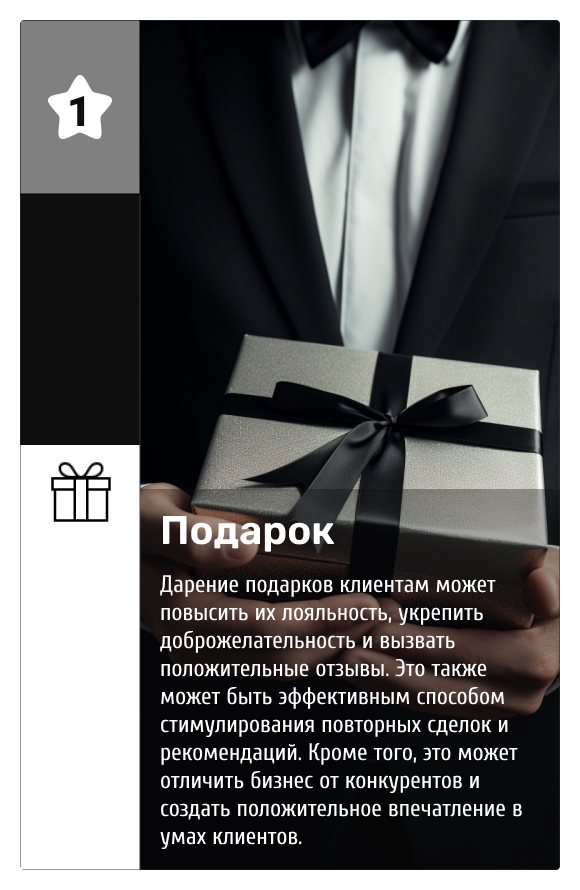 1
Подарок
Дарение подарков клиентам может
повысить их лояльность, укрепить
доброжелательность и вызвать
положительные отзывы. Это также
может быть эффективным способом
стимулирования повторных сделок и
рекомендаций. Кроме того, это может
отличить бизнес от конкурентов и
создать положительное впечатление в
умах клиентов.